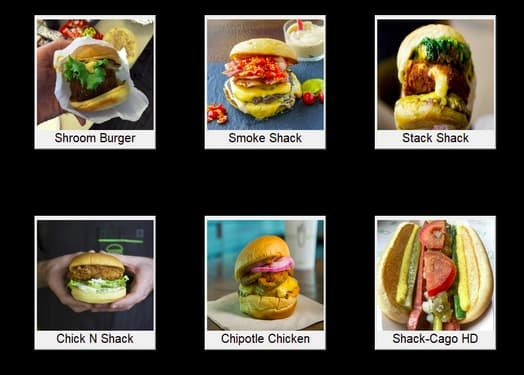 Shroom Burger
Smoke Shack
Stack Shack
Chick N Shack
Chipotle Chicken
Shack-Cago HD